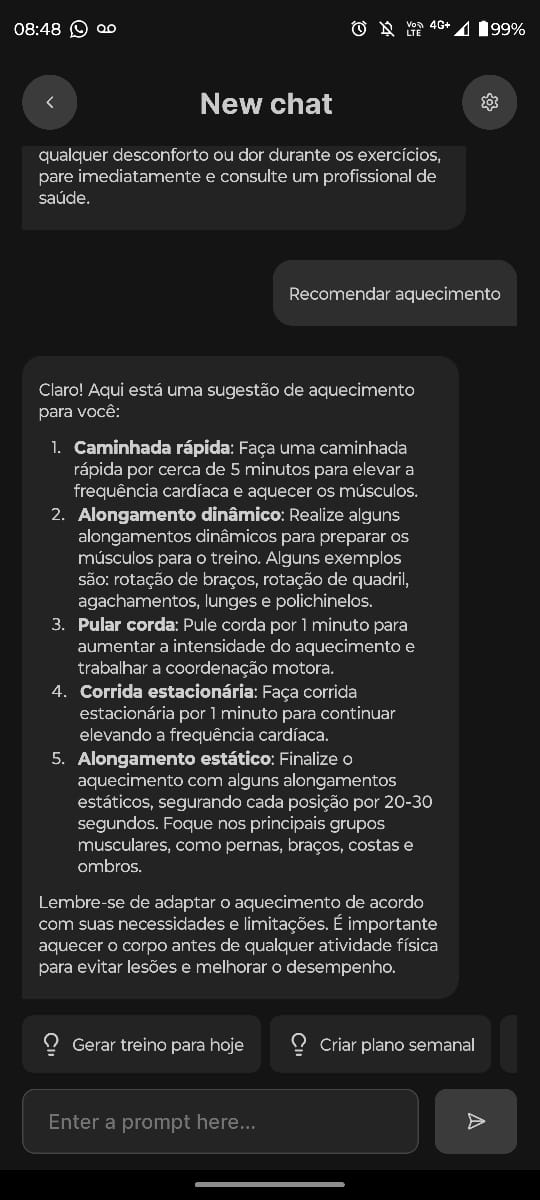 08:48
Vo)) LTE 4G+ 99%
New chat
qualquer desconforto ou dor durante os exercícios,
pare imediatamente e consulte um profissional de
saúde.
Recomendar aquecimento
Claro! Aqui está uma sugestão de aquecimento
para você:
1. Caminhada rápida: Faça uma caminhada
rápida por cerca de 5 minutos para elevar a
frequência cardíaca e aquecer os músculos.
2. Alongamento dinâmico: Realize alguns
alongamentos dinâmicos para preparar os
músculos para o treino. Alguns exemplos
são: rotação de braços, rotação de quadril,
agachamentos, lunges e polichinelos.
3. Pular corda: Pule corda por 1 minuto para
aumentar a intensidade do aquecimento e
trabalhar a coordenação motora.
4. Corrida estacionária: Faça corrida
estacionária por 1 minuto para continuar
elevando a frequência cardíaca.
5. Alongamento estático: Finalize o
aquecimento com alguns alongamentos
estáticos, segurando cada posição por 20-30
segundos. Foque nos principais grupos
musculares, como pernas, braços, costas e
ombros.
Lembre-se de adaptar o aquecimento de acordo
com suas necessidades e limitações. É importante
aquecer o corpo antes de qualquer atividade física
para evitar lesões e melhorar o desempenho.
Gerar treino para hoje
Criar plano semanal
Enter a prompt here...